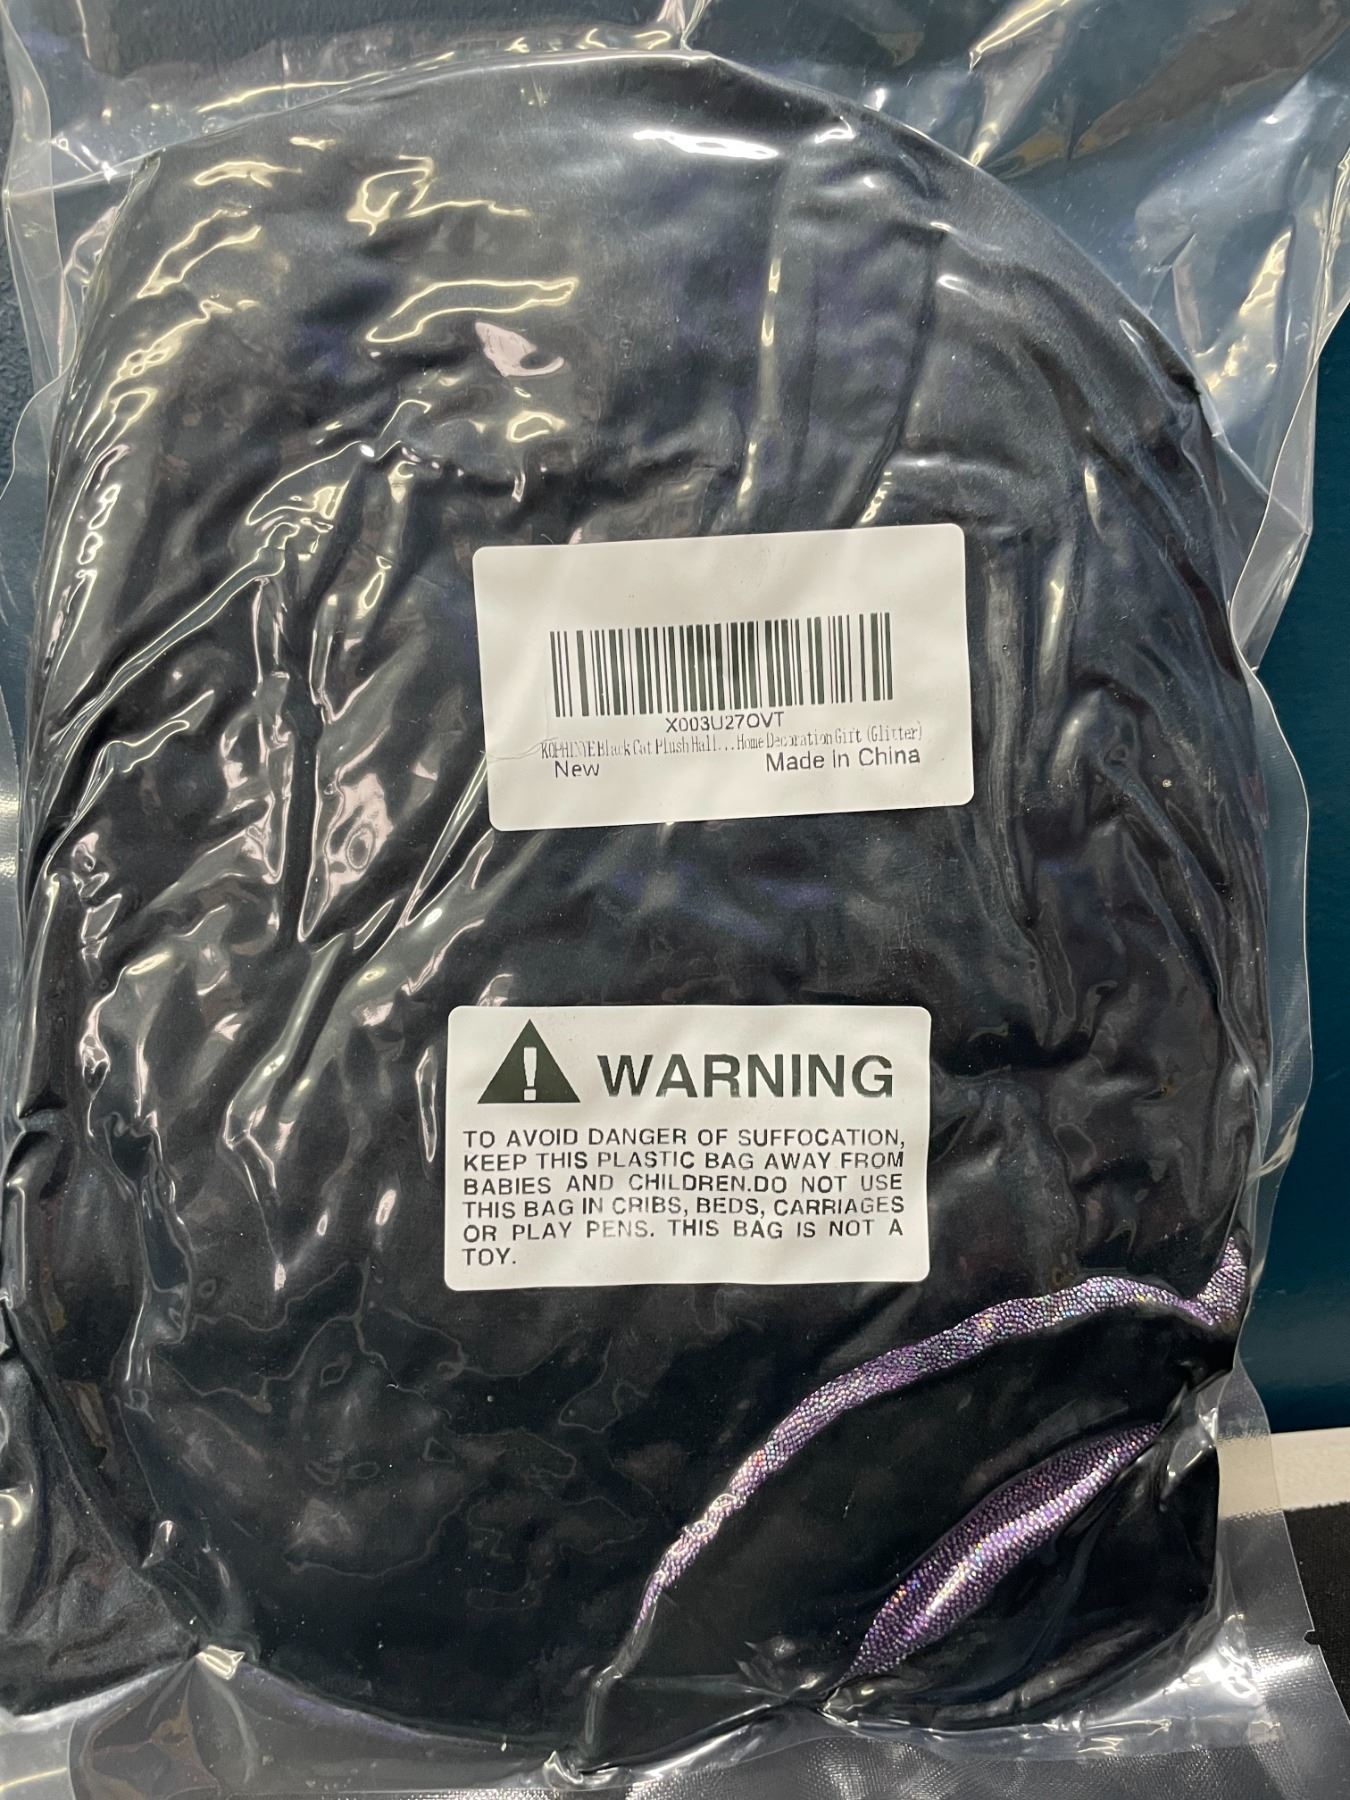 X003U27OVT
KOPHINYE Black Cat Plush Hall... Home Decoration Gift (Glitter)
New Made in China
WARNING
TO AVOID DANGER OF SUFFOCATION,
KEEP THIS PLASTIC BAG AWAY FROM
BABIES AND CHILDREN.DO NOT USE
THIS BAG IN CRIBS, BEDS, CARRIAGES
OR PLAY PENS. THIS BAG IS NOT A
TOY.